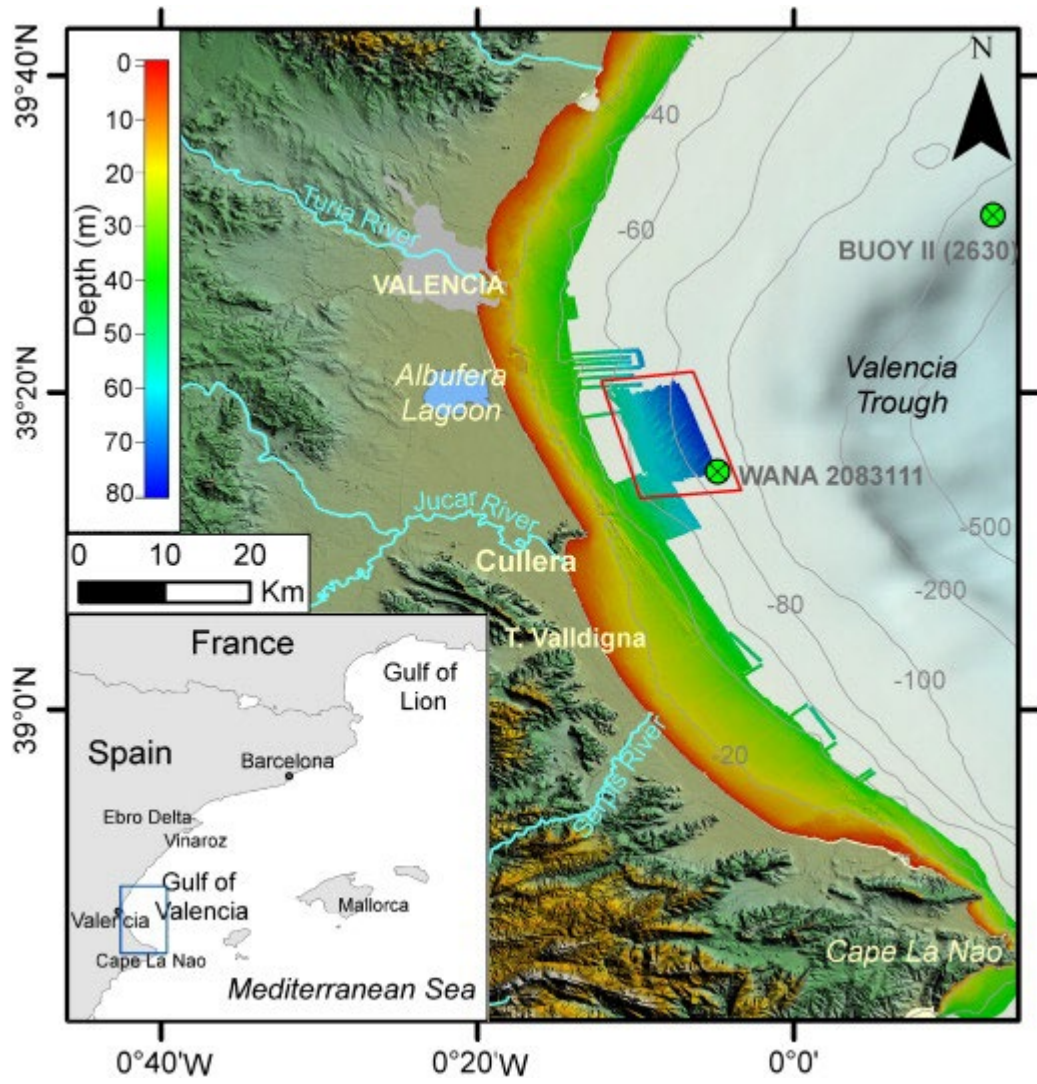 39°40'N
39°20'N
39°0'N
0°40'W
0°20'W
0°0'
N
0
10
20
30
40
50
60
70
80
Depth (m)
-40
-60
Turia River
VALENCIA
BUOY II (2630)
Albufera
Lagoon
Valencia
Trough
WANA 2083111
Jucar River
Cullera
-500
-200
-80
-100
T. Valldigna
-20
Serpis River
Cape La Nao
0 10 20
Km
France
Gulf of
Lion
Spain
Barcelona
Ebro Delta
Vinaroz
Gulf of
Valencia
Valencia
Mallorca
Cape La Nao
Mediterranean Sea